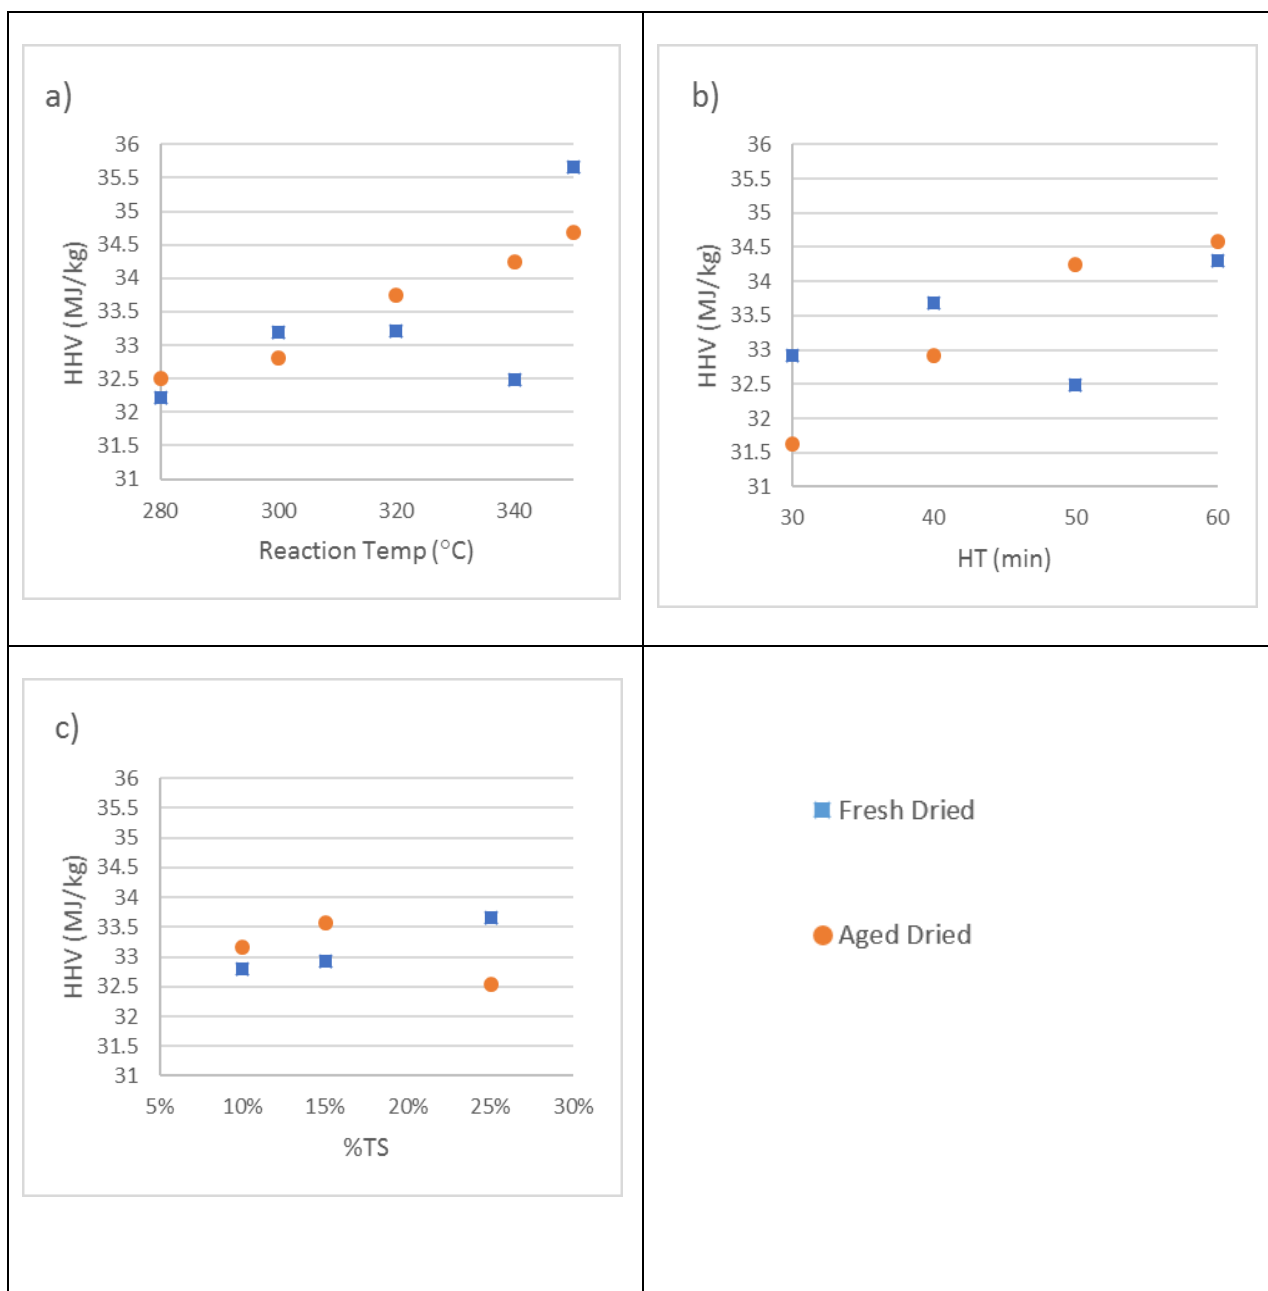 a)
HHV (MJ/kg)
36
35.5
35
34.5
34
33.5
33
32.5
32
31.5
31
280 300 320 340
Reaction Temp (°C)
b)
HHV (MJ/kg)
36
35.5
35
34.5
34
33.5
33
32.5
32
31.5
31
30 40 50 60
HT (min)
c)
HHV (MJ/kg)
36
35.5
35
34.5
34
33.5
33
32.5
32
31.5
31
5% 10% 15% 20% 25% 30%
%TS
Fresh Dried
Aged Dried